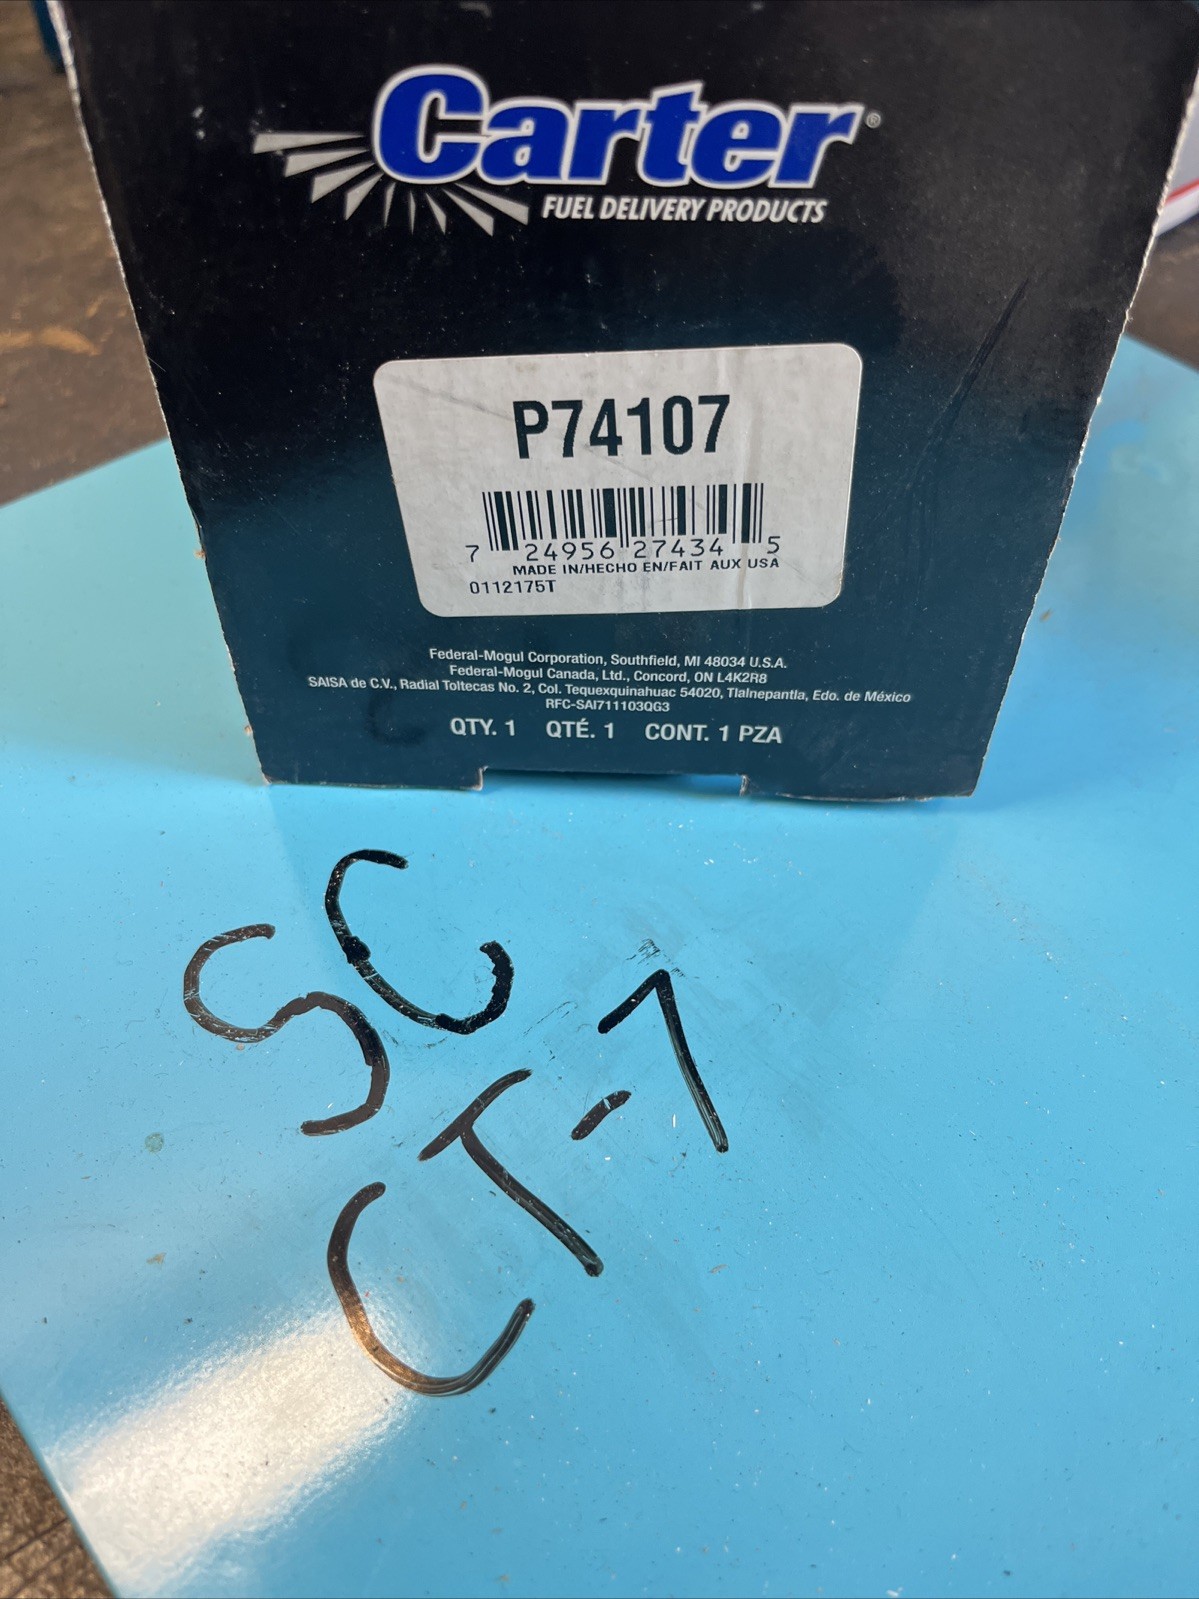 Carter®
FUEL DELIVERY PRODUCTS
P74107
7 24956 27434 5
MADE IN/HECHO EN/FAIT AUX USA
0112175T
Federal-Mogul Corporation, Southfield, MI 48034 U.S.A.
Federal-Mogul Canada, Ltd., Concord, ON L4K2R8
SAISA de C.V., Radial Toltecas No. 2, Col. Tequexquinahuac 54020, Tlalnepantla, Edo. de México
RFC-SAI711103QG3
QTY. 1 QTÉ. 1 CONT. 1 PZA
SC
CT-7